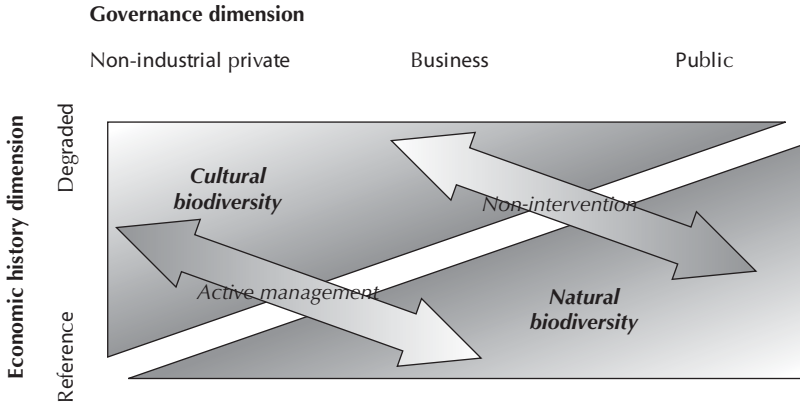 Governance dimension
Non-industrial private Business Public
Economic history dimension
Degraded
Reference
Cultural
biodiversity
Non-intervention
Active management
Natural
biodiversity